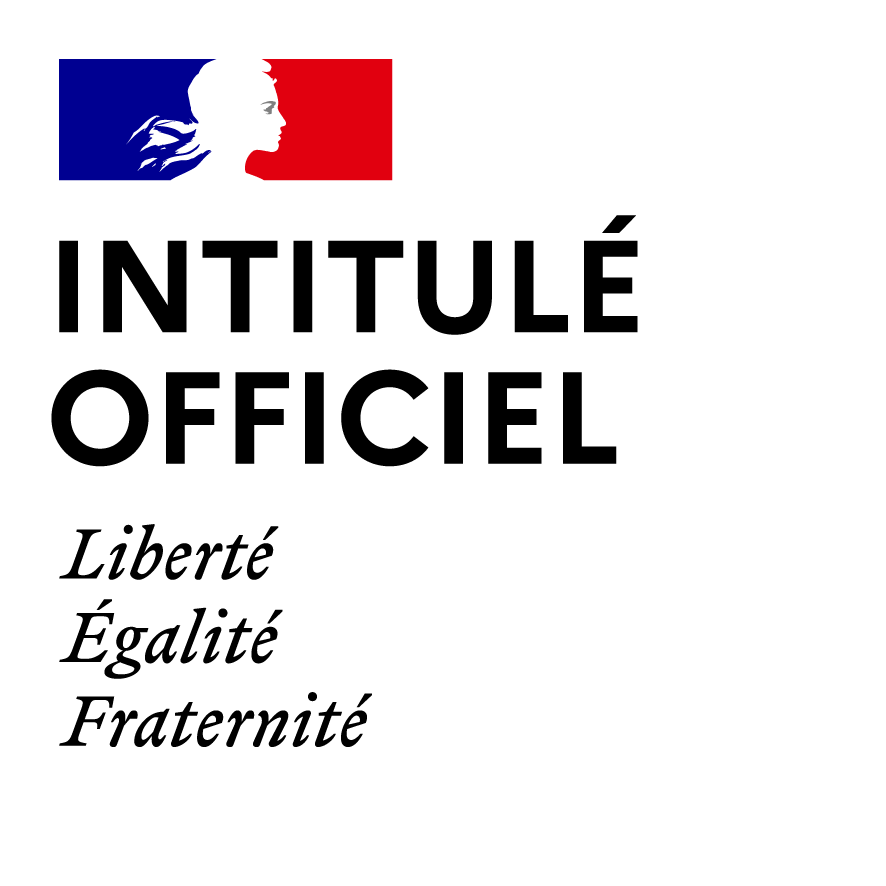 INTITULÉ
OFFICIEL
Liberté
Égalité
Fraternité